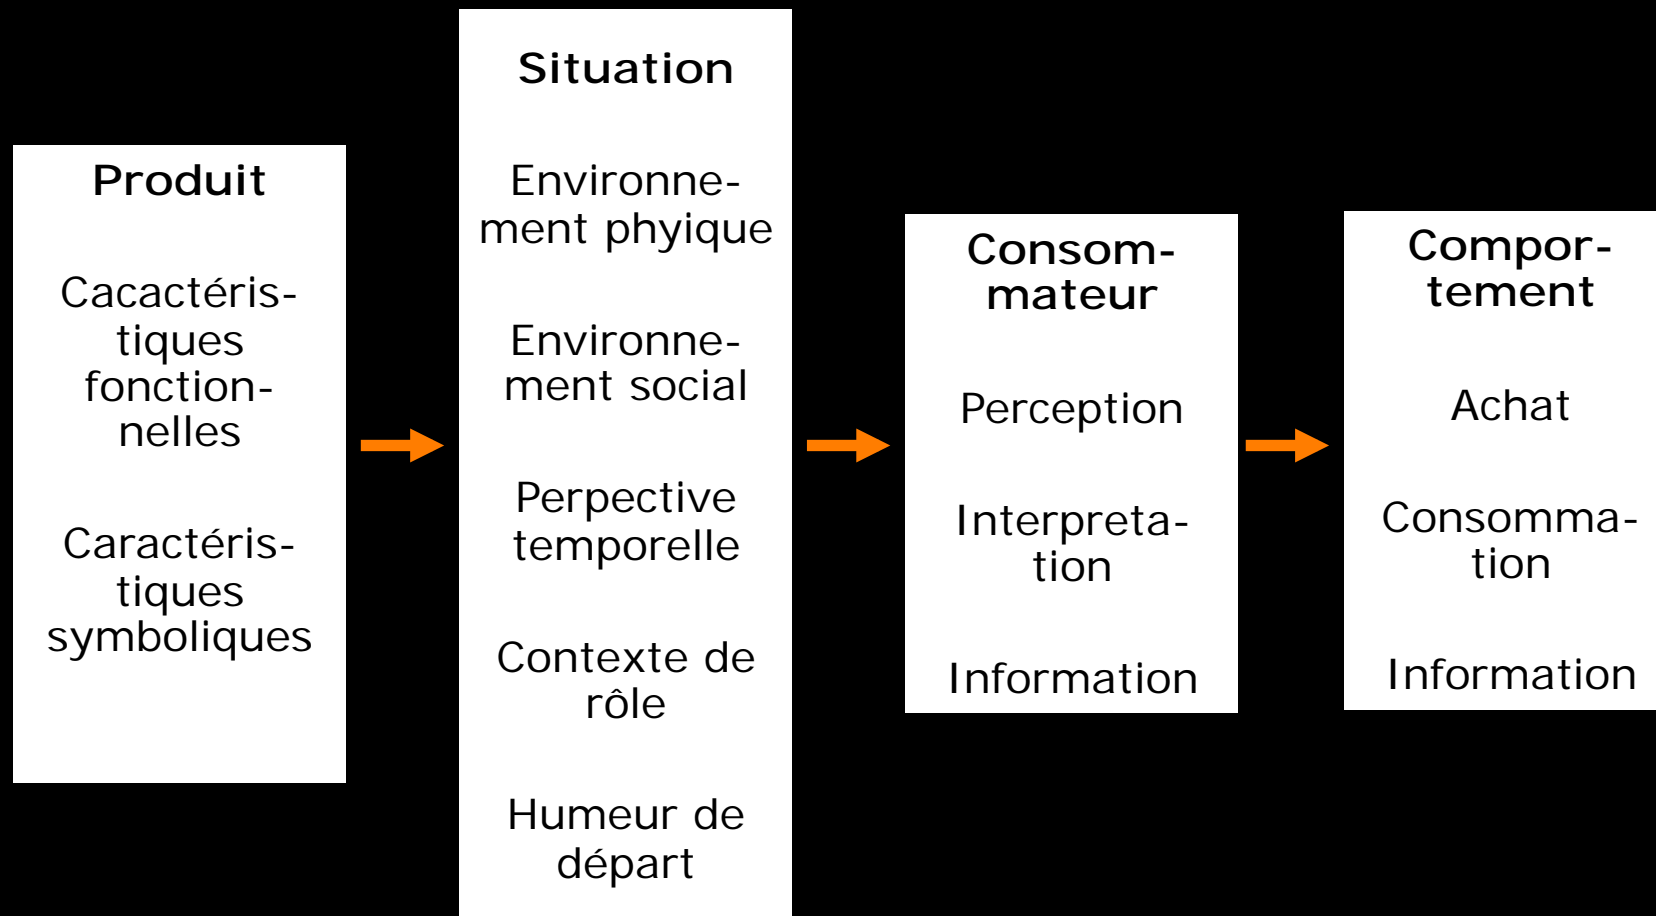 Produit
Cacactéris-
tiques
fonction-
nelles
Caractéris-
tiques
symboliques
Situation
Environne-
ment phyique
Environne-
ment social
Perpective
temporelle
Contexte de
rôle
Humeur de
départ
Consom-
mateur
Perception
Interpreta-
tion
Information
Compor-
tement
Achat
Consomma-
tion
Information